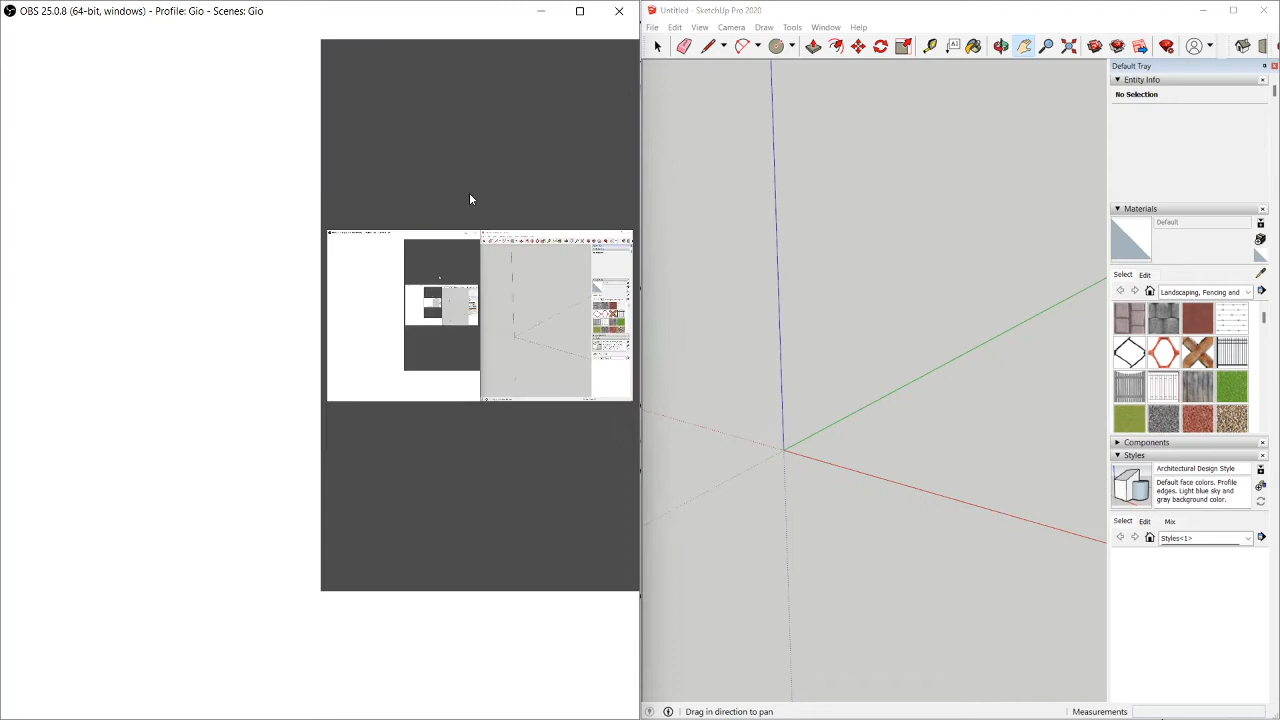 OBS 25.0.8 (64-bit, windows) - Profile: Gio - Scenes: Gio
Untitled - SketchUp Pro 2020
File Edit View Camera Draw Tools Window Help
Default Tray
Entity Info
No Selection
Materials
Default
Select Edit
Landscaping, Fencing and
Components
Styles
Architectural Design Style
Default face colors. Profile
edges. Light blue sky and
gray background color.
Select Edit Mix
Styles<1>
Drag in direction to pan
Measurements